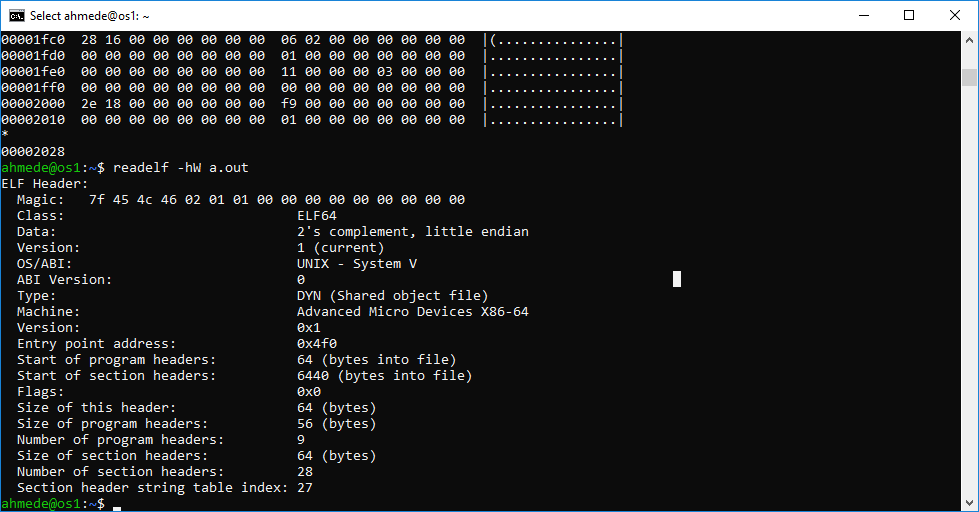 Select ahmede@os1: ~
00001fc0  28 16 00 00 00 00 00 00  06 02 00 00 00 00 00 00  |(...............|
00001fd0  00 00 00 00 00 00 00 00  01 00 00 00 00 00 00 00  |................|
00001fe0  00 00 00 00 00 00 00 00  11 00 00 00 03 00 00 00  |................|
00001ff0  00 00 00 00 00 00 00 00  00 00 00 00 00 00 00 00  |................|
00002000  2e 18 00 00 00 00 00 00  f9 00 00 00 00 00 00 00  |................|
00002010  00 00 00 00 00 00 00 00  01 00 00 00 00 00 00 00  |................|
*
00002028
ahmede@os1:~$ readelf -hW a.out
ELF Header:
  Magic:   7f 45 4c 46 02 01 01 00 00 00 00 00 00 00 00 00
  Class:                             ELF64
  Data:                              2's complement, little endian
  Version:                           1 (current)
  OS/ABI:                            UNIX - System V
  ABI Version:                       0
  Type:                              DYN (Shared object file)
  Machine:                           Advanced Micro Devices X86-64
  Version:                           0x1
  Entry point address:               0x4f0
  Start of program headers:          64 (bytes into file)
  Start of section headers:          6440 (bytes into file)
  Flags:                             0x0
  Size of this header:               64 (bytes)
  Size of program headers:           56 (bytes)
  Number of program headers:         9
  Size of section headers:           64 (bytes)
  Number of section headers:         28
  Section header string table index: 27
ahmede@os1:~$